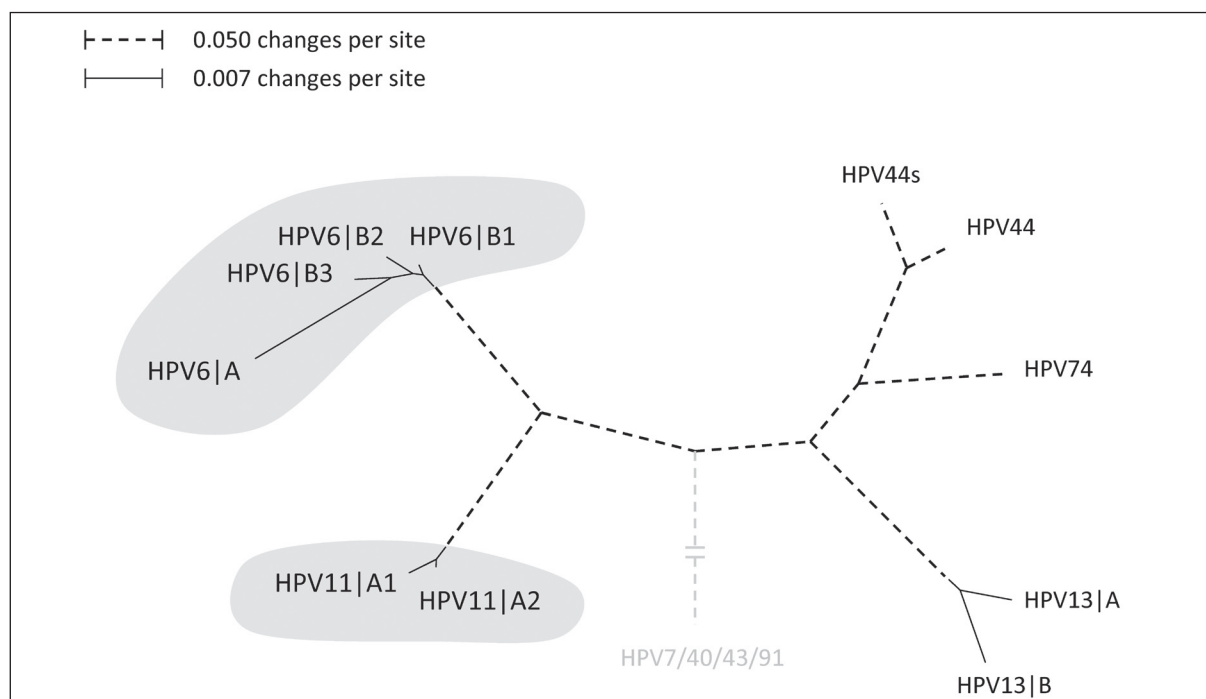 0.050 changes per site
0.007 changes per site
HPV44s
HPV44
HPV6|B2
HPV6|B1
HPV6|B3
HPV6|A
HPV74
HPV11|A1
HPV11|A2
HPV13|A
HPV7/40/43/91
HPV13|B